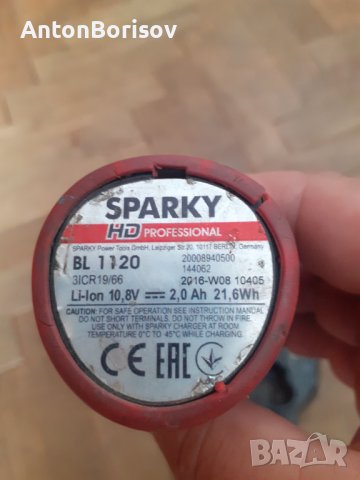 AntonBorisov
SPARKY
HD PROFESSIONAL
SPARKY Power Tools GmbH, Leipziger Str.20, 10117 BERLIN, Germany
BL 1120 20008940500
144062
3ICR19/66 2016-W08 10405
Li-Ion 10,8V 2,0 Ah 21,6Wh
CAUTION: FOR SAFE OPERATION SEE INSTRUCTION MANUAL
DO NOT SHORT TERMINALS. DO NOT THROW IN FIRE.
USE ONLY WITH SPARKY CHARGER AT ROOM
TEMPERATURE 0°C TO 45°C WHILE CHARGING.
CE EAC
BAZAR